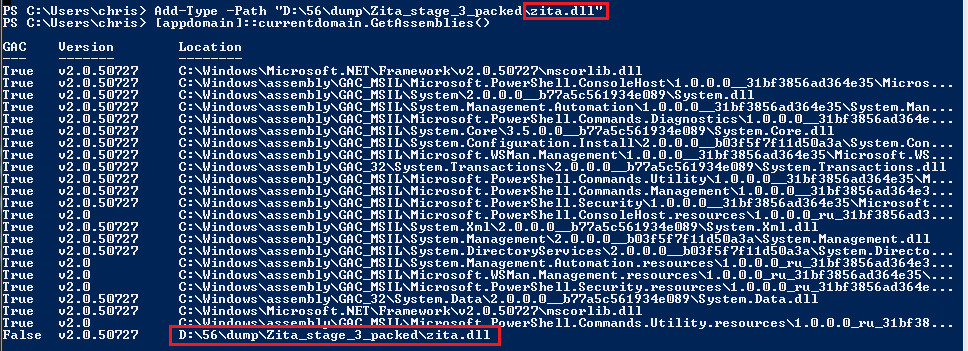 PS C:\Users\chris> Add-Type -Path "D:\56\dump\Zita_stage_3_packed\zita.dll"
PS C:\Users\chris> [appdomain]::currentdomain.GetAssemblies()
GAC    Version        Location
---    -------        --------
True   v2.0.50727     C:\Windows\Microsoft.NET\Framework\v2.0.50727\mscorlib.dll
True   v2.0.50727     C:\Windows\assembly\GAC_MSIL\Microsoft.PowerShell.ConsoleHost\1.0.0.0__31bf3856ad364e35\Micros...
True   v2.0.50727     C:\Windows\assembly\GAC_MSIL\System\2.0.0.0__b77a5c561934e089\System.dll
True   v2.0.50727     C:\Windows\assembly\GAC_MSIL\System.Management.Automation\1.0.0.0__31bf3856ad364e35\System.Man...
True   v2.0.50727     C:\Windows\assembly\GAC_MSIL\Microsoft.PowerShell.Commands.Diagnostics\1.0.0.0__31bf3856ad364e...
True   v2.0.50727     C:\Windows\assembly\GAC_MSIL\System.Core\3.5.0.0__b77a5c561934e089\System.Core.dll
True   v2.0.50727     C:\Windows\assembly\GAC_MSIL\System.Configuration.Install\2.0.0.0__b03f5f7f11d50a3a\System.Con...
True   v2.0.50727     C:\Windows\assembly\GAC_MSIL\Microsoft.WSMan.Management\1.0.0.0__31bf3856ad364e35\Microsoft.WS...
True   v2.0.50727     C:\Windows\assembly\GAC_32\System.Transactions\2.0.0.0__b77a5c561934e089\System.Transactions.dll
True   v2.0.50727     C:\Windows\assembly\GAC_MSIL\Microsoft.PowerShell.Commands.Utility\1.0.0.0__31bf3856ad364e35\M...
True   v2.0.50727     C:\Windows\assembly\GAC_MSIL\Microsoft.PowerShell.Commands.Management\1.0.0.0__31bf3856ad364e3...
True   v2.0.50727     C:\Windows\assembly\GAC_MSIL\Microsoft.PowerShell.Security\1.0.0.0__31bf3856ad364e35\Microsoft...
True   v2.0           C:\Windows\assembly\GAC_MSIL\Microsoft.PowerShell.ConsoleHost.resources\1.0.0.0_ru_31bf3856ad3...
True   v2.0.50727     C:\Windows\assembly\GAC_MSIL\System.Xml\2.0.0.0__b77a5c561934e089\System.Xml.dll
True   v2.0.50727     C:\Windows\assembly\GAC_MSIL\System.Management\2.0.0.0__b03f5f7f11d50a3a\System.Management.dll
True   v2.0.50727     C:\Windows\assembly\GAC_MSIL\System.DirectoryServices\2.0.0.0__b03f5f7f11d50a3a\System.Directo...
True   v2.0           C:\Windows\assembly\GAC_MSIL\System.Management.Automation.resources\1.0.0.0_ru_31bf3856ad364e3...
True   v2.0           C:\Windows\assembly\GAC_MSIL\Microsoft.WSMan.Management.resources\1.0.0.0_ru_31bf3856ad364e35\...
True   v2.0           C:\Windows\assembly\GAC_MSIL\Microsoft.PowerShell.Security.resources\1.0.0.0_ru_31bf3856ad364e...
True   v2.0.50727     C:\Windows\assembly\GAC_32\System.Data\2.0.0.0__b77a5c561934e089\System.Data.dll
True   v2.0.50727     C:\Windows\Microsoft.NET\Framework\v2.0.50727\mscorlib.dll
True   v2.0           C:\Windows\assembly\GAC_MSIL\Microsoft.PowerShell.Commands.Utility.resources\1.0.0.0_ru_31bf38...
False  v2.0.50727     D:\56\dump\Zita_stage_3_packed\zita.dll